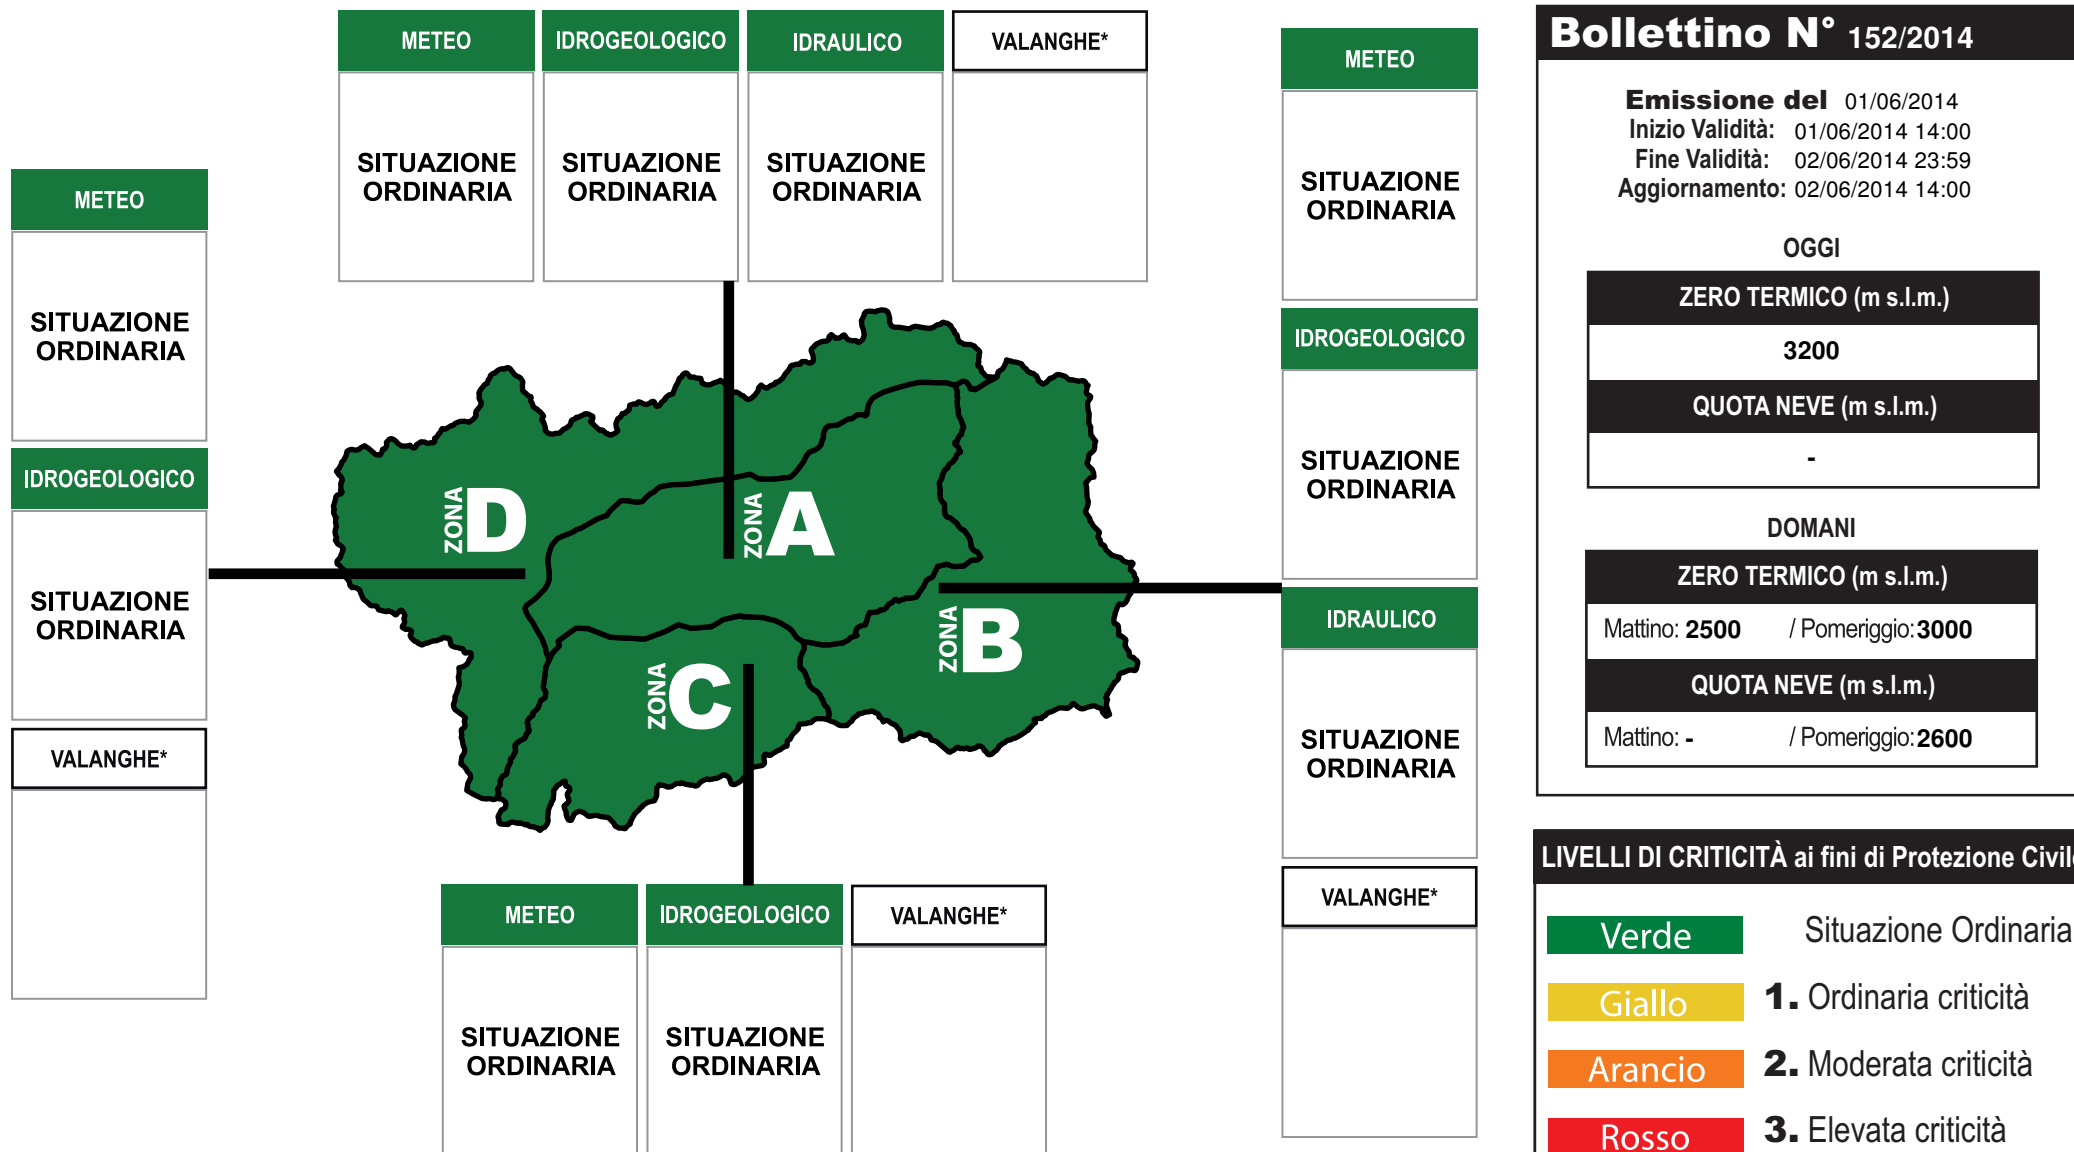 METEO
IDROGEOLOGICO
IDRAULICO
VALANGHE*
SITUAZIONE
ORDINARIA
SITUAZIONE
ORDINARIA
SITUAZIONE
ORDINARIA
METEO
SITUAZIONE
ORDINARIA
IDROGEOLOGICO
SITUAZIONE
ORDINARIA
VALANGHE*
ZONA D
ZONA A
ZONA B
ZONA C
METEO
IDROGEOLOGICO
VALANGHE*
SITUAZIONE
ORDINARIA
SITUAZIONE
ORDINARIA
METEO
SITUAZIONE
ORDINARIA
IDROGEOLOGICO
SITUAZIONE
ORDINARIA
IDRAULICO
SITUAZIONE
ORDINARIA
VALANGHE*
Bollettino N° 152/2014
Emissione del 01/06/2014
Inizio Validità: 01/06/2014 14:00
Fine Validità: 02/06/2014 23:59
Aggiornamento: 02/06/2014 14:00
OGGI
ZERO TERMICO (m s.l.m.)
3200
QUOTA NEVE (m s.l.m.)
-
DOMANI
ZERO TERMICO (m s.l.m.)
Mattino: 2500 / Pomeriggio: 3000
QUOTA NEVE (m s.l.m.)
Mattino: - / Pomeriggio: 2600
LIVELLI DI CRITICITÀ ai fini di Protezione Civile
Verde Situazione Ordinaria
Giallo 1. Ordinaria criticità
Arancio 2. Moderata criticità
Rosso 3. Elevata criticità